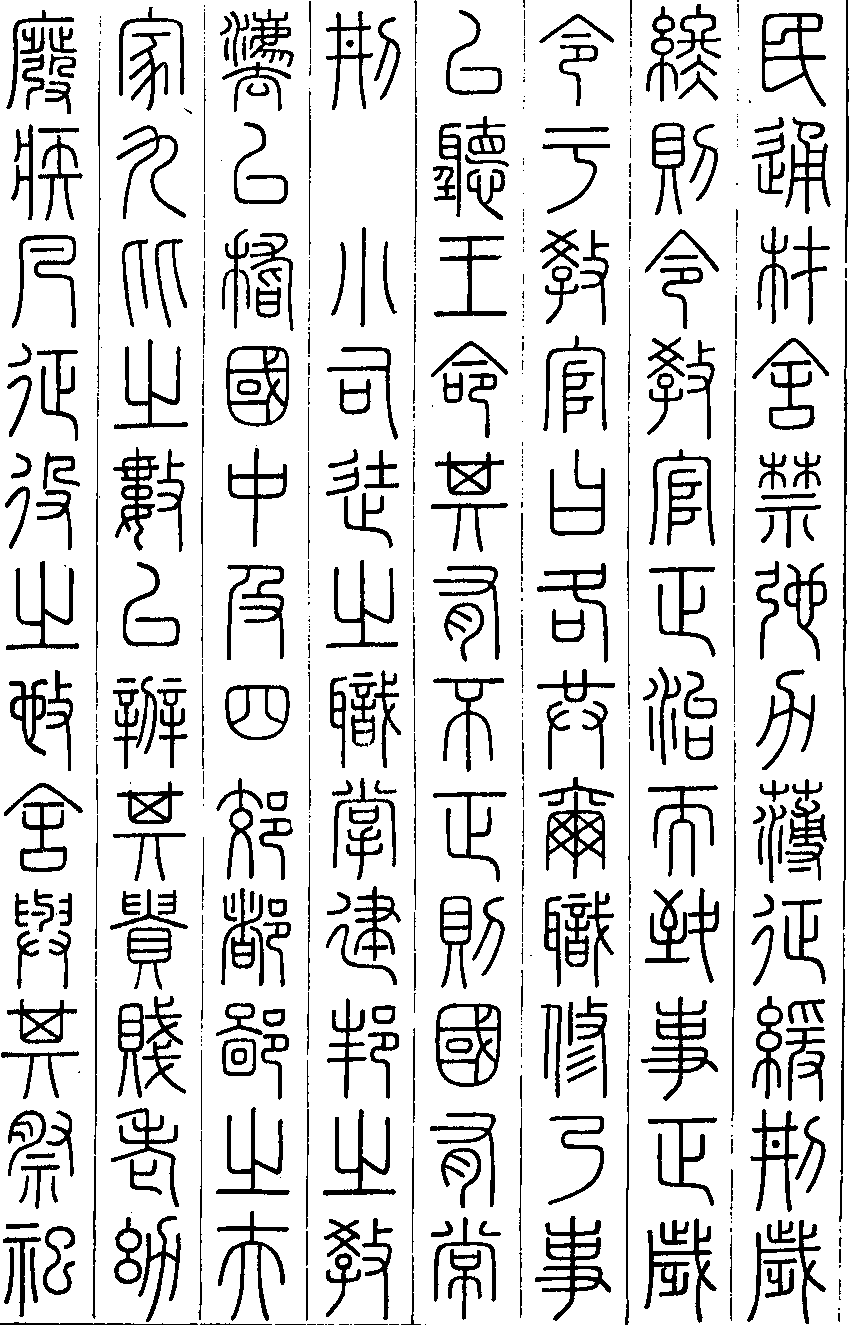 民通材舍禁弛力薄征緩刑歲
終則令教官正治而致事正歲
令于教官曰各共爾職修乃事
以聽王命其有不正則國有常
刑　小司徒之職掌建邦之教
灋以稽國中及四郊都鄙之夫
家九比之數以辨其貴賤老幼
廢疾凡征役之施舍與其祭祀